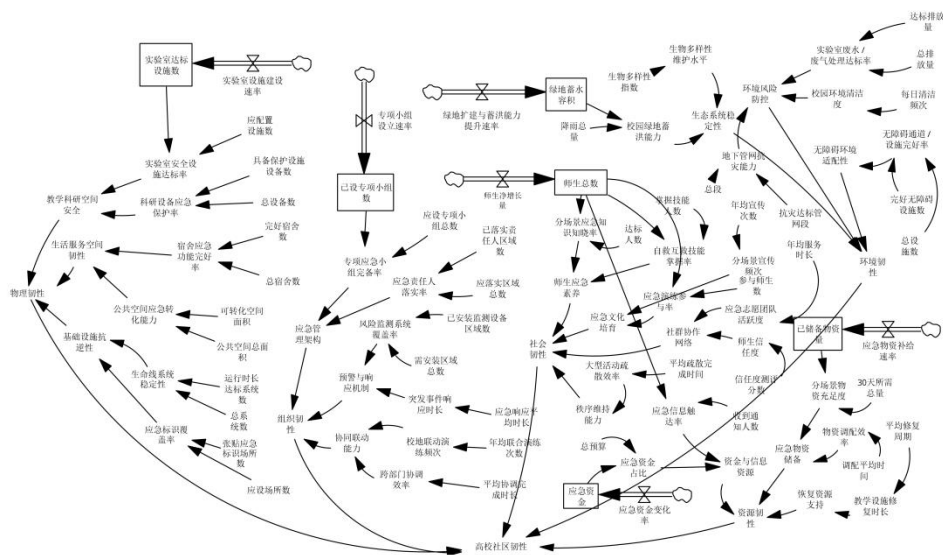 达标排放
量
实验室达标
设施数
实验室设施建设
速率
生物多样性
维护水平
实验室废水/
废气处理达标率
总排
放量
生物多样性
指数
环境风险
防控
校园环境清洁
度
每日清洁
频次
专项小组
设立速率
绿地蓄水
容积
绿地扩建与蓄洪能力
提升速率
降雨总
量
校园绿地蓄
洪能力
生态系统稳
定性
无障碍环境
适配性
无障碍通道/
设施完好率
应配置
设施数
地下管网抗
灾能力
实验室安全设
施达标率
具备保护设施
设备数
已设专项小组
数
师生净增长
量
师生总数
总段
掌握技能
人数
年均宣传
次数
抗灾达标管
网段
完好无障碍
设施数
教学科研空间
安全
科研设备应急
保护率
总设备数
应设专项小
组总数
分场景应急知
识知晓率
达标
人数
自救互救技能
掌握率
年均服务
时长
总设
施数
生活服务空间
韧性
宿舍应急
功能完好
率
完好宿舍
数
总宿舍数
专项应急小
组完备率
已落实责
任人区域数
应急责任人
落实率
应落实区域
总数
师生应急
素养
分场景宣传
频次
参与师生
数
应急演练参
与率
环境韧性
物理韧性
公共空间应急转
化能力
可转化空间
面积
公共空间总面
积
应急管
理架构
风险监测系统
覆盖率
已安装监测设备
区域数
需安装区域
总数
社会
韧性
应急文化
培育
社群协作
网络
应急志愿团队
活跃度
师生信
任度
信任度测评
分数
已储备物资
量
应急物资补给
速率
基础设施抗
逆性
生命线系统
稳定性
运行时长
达标系统
数
总系
统数
预警与响
应机制
突发事件响
应时长
应急响应平
均时长
大型活动疏
散效率
平均疏散完
成时间
秩序维持
能力
分场景物
资充足度
30天所需
总量
应急标识覆
盖率
张贴应急
标识场所数
应设场所数
组织韧性
协同联动
能力
校地联动演
练频次
年均联合演练
次数
跨部门协调
效率
平均协调完
成时长
应急信息触
达率
收到通
知人数
总预算
应急资金
占比
应急资金
应急资金变化
率
资金与信息
资源
应急物资
储备
物资调配效
率
调配平均时
间
平均修复
周期
资源韧
性
恢复资源
支持
教学设施修
复时长
高校社区韧性